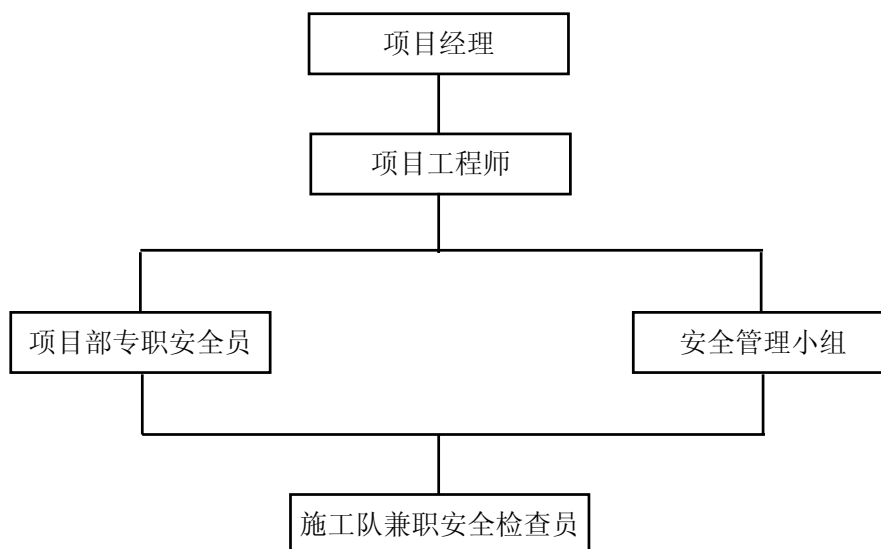 项目经理
项目工程师
项目部专职安全员
安全管理小组
施工队兼职安全检查员